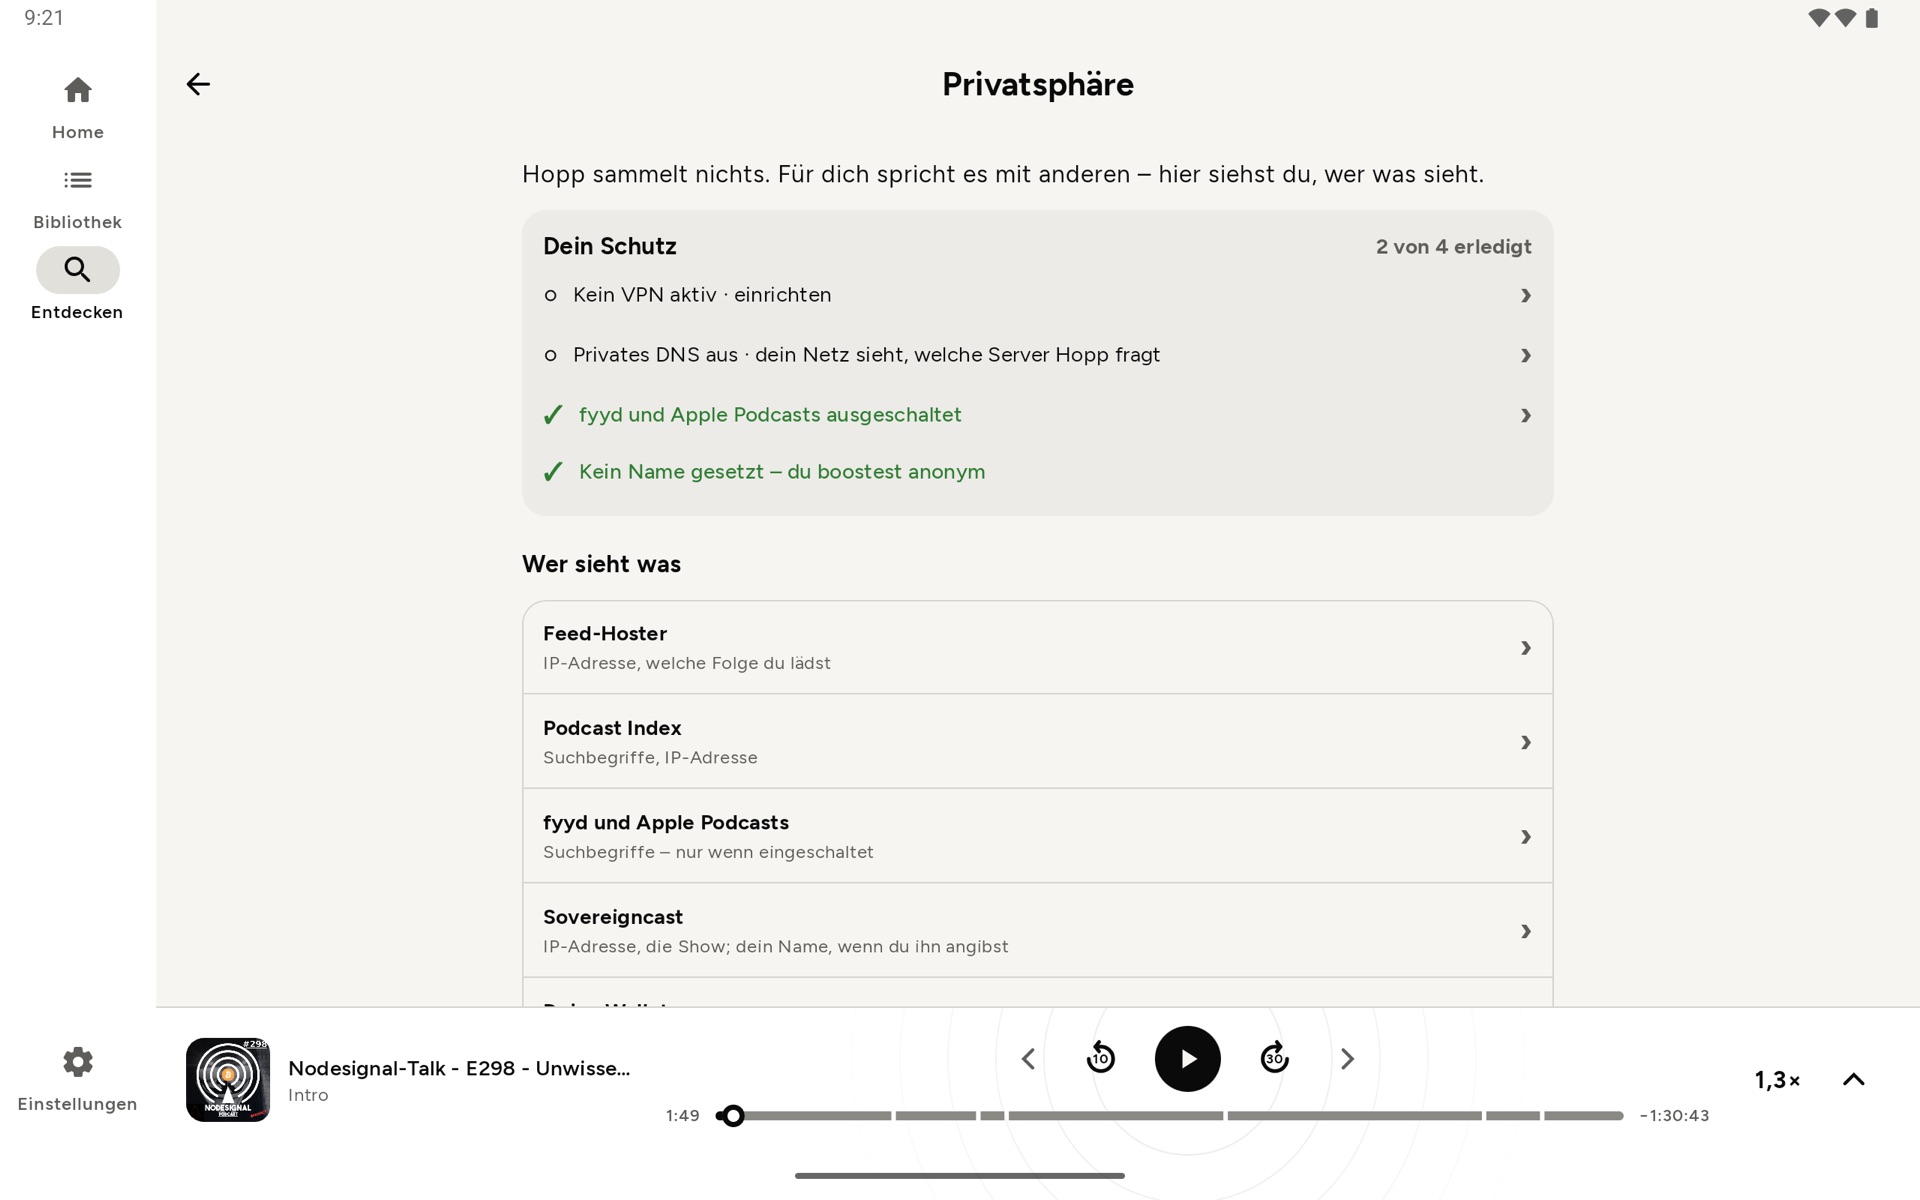 9:21
Privatsphäre
Home
Bibliothek
Entdecken
Hopp sammelt nichts. Für dich spricht es mit anderen – hier siehst du, wer was sieht.
Dein Schutz
2 von 4 erledigt
Kein VPN aktiv · einrichten
Privates DNS aus · dein Netz sieht, welche Server Hopp fragt
✓ fyyd und Apple Podcasts ausgeschaltet
✓ Kein Name gesetzt – du boostest anonym
Wer sieht was
Feed-Hoster
IP-Adresse, welche Folge du lädst
Podcast Index
Suchbegriffe, IP-Adresse
fyyd und Apple Podcasts
Suchbegriffe – nur wenn eingeschaltet
Sovereigncast
IP-Adresse, die Show; dein Name, wenn du ihn angibst
Einstellungen
#298
NODESIGNAL
PODCAST
Nodesignal-Talk - E298 - Unwisse...
Intro
10
30
1:49
-1:30:43
1,3×